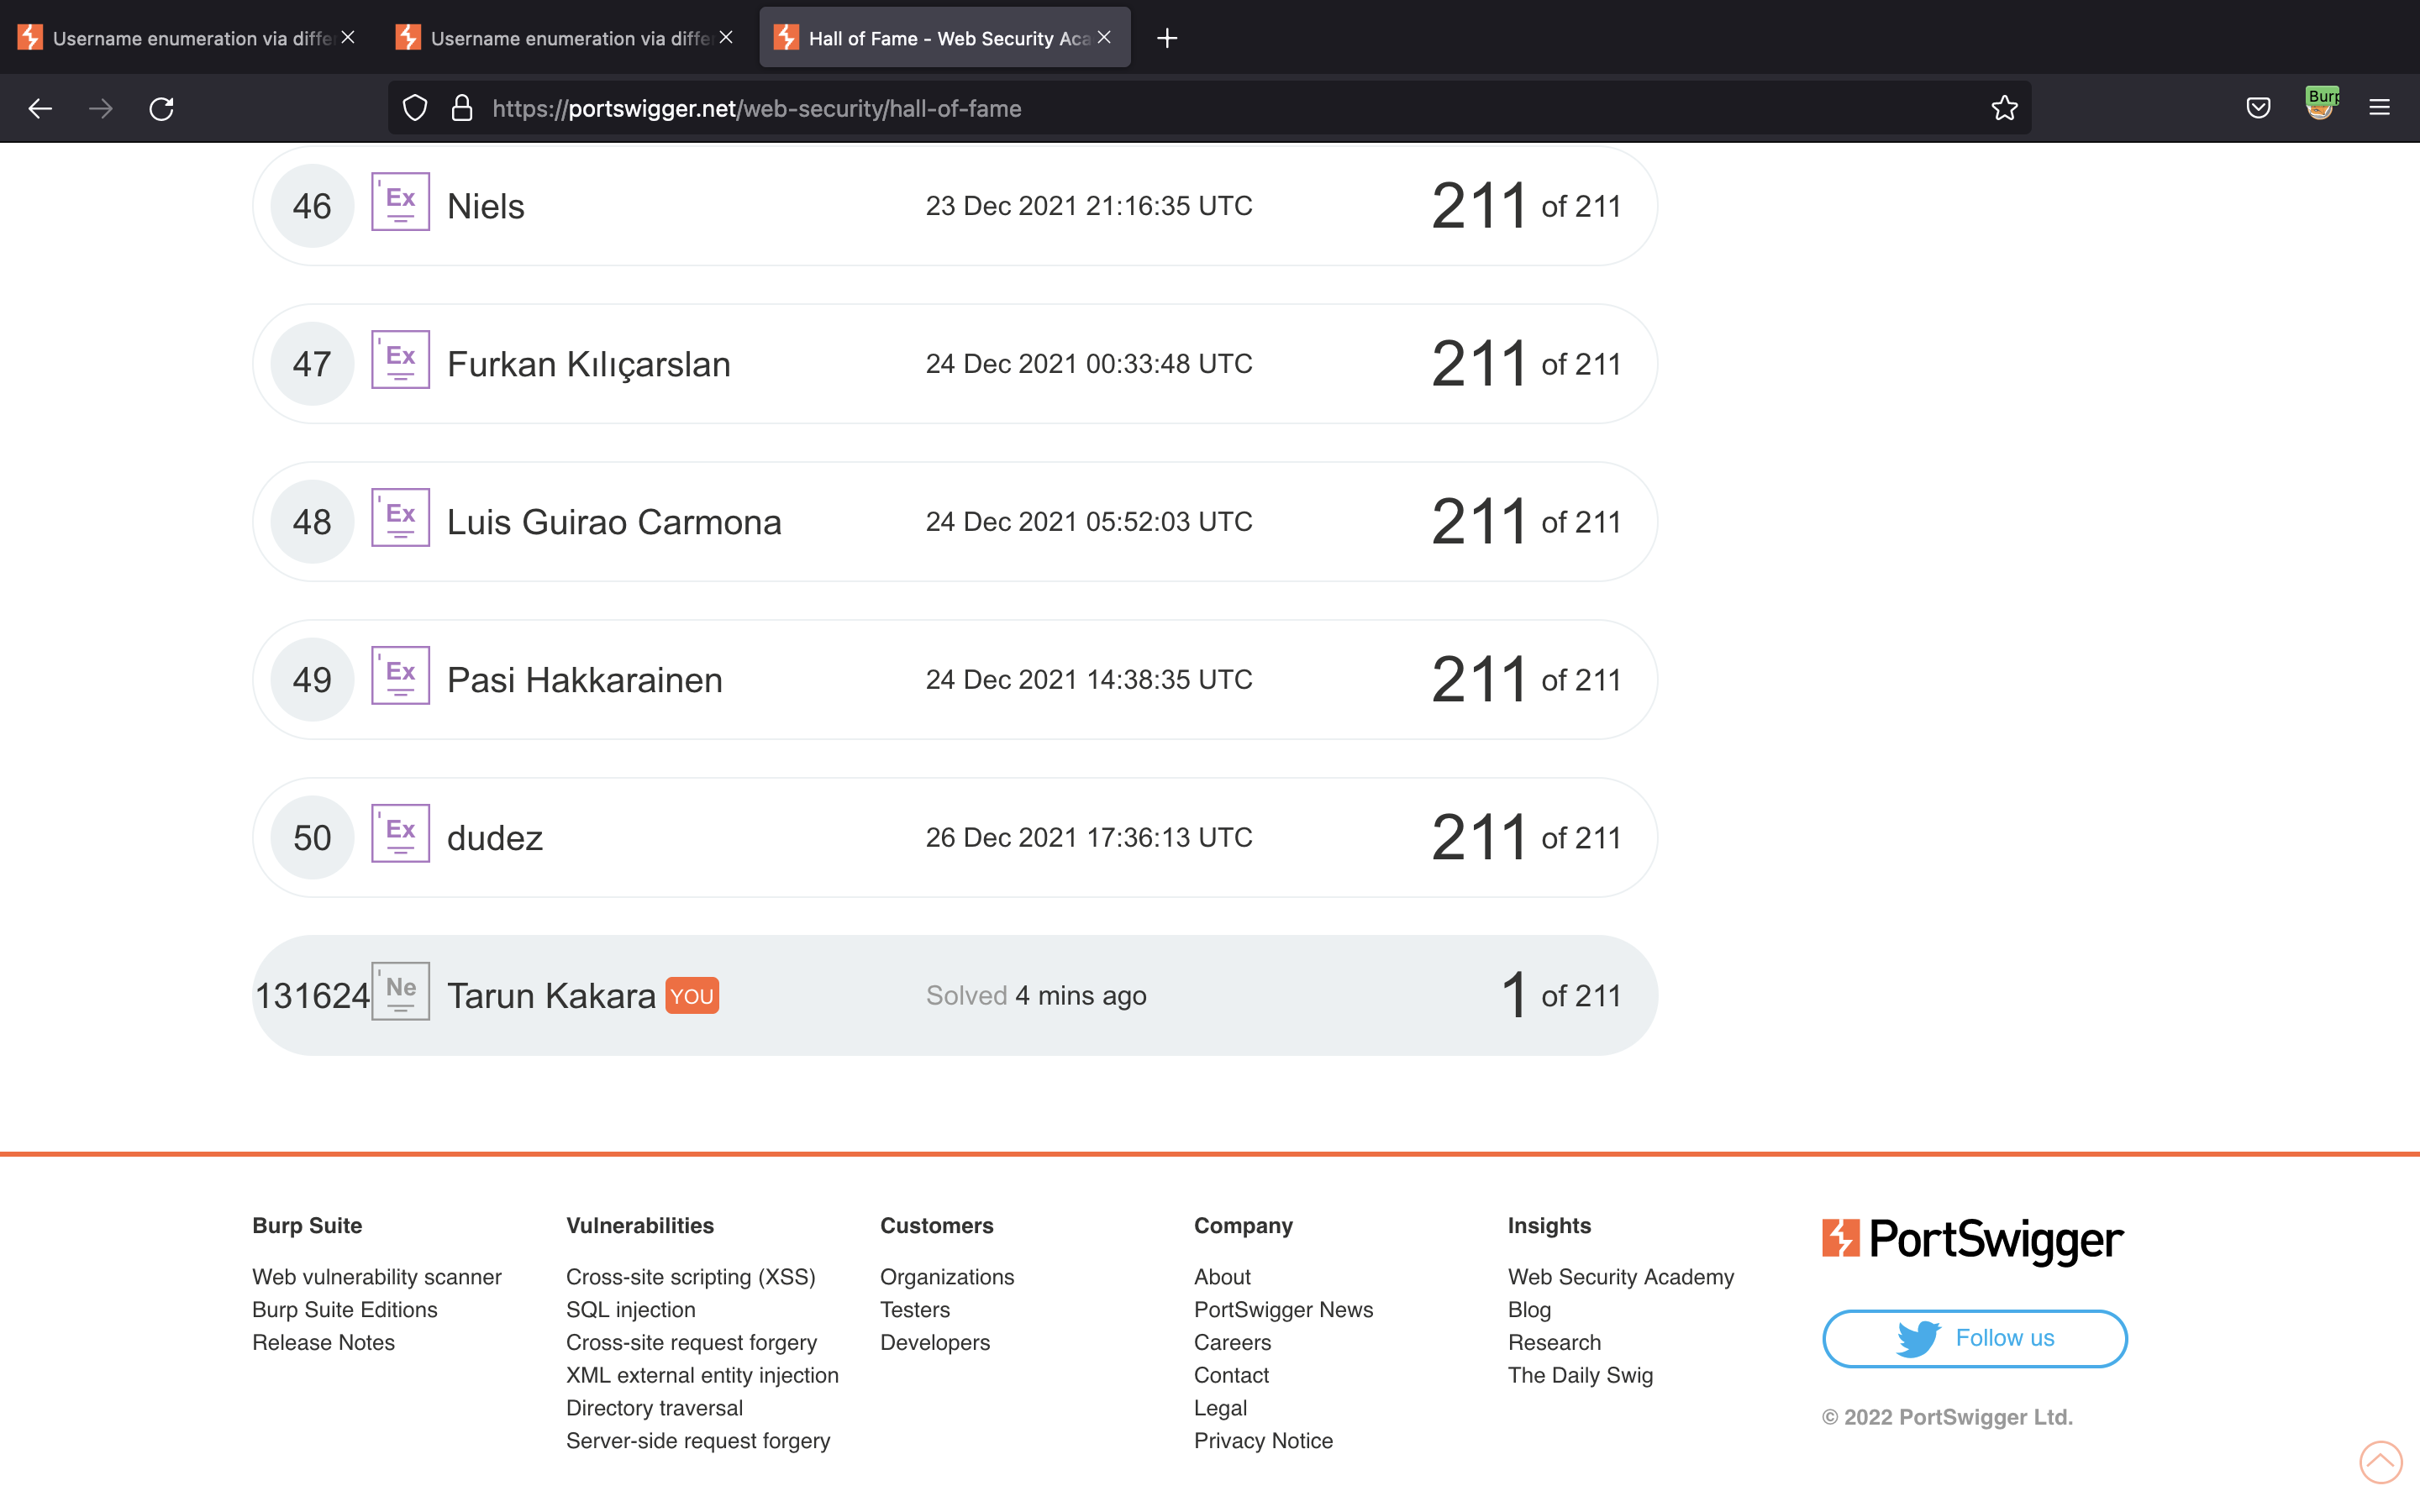 Username enumeration via diffe
Username enumeration via diffe
Hall of Fame - Web Security Aca
https://portswigger.net/web-security/hall-of-fame
Burp
46 Ex Niels 23 Dec 2021 21:16:35 UTC 211 of 211
47 Ex Furkan Kılıçarslan 24 Dec 2021 00:33:48 UTC 211 of 211
48 Ex Luis Guirao Carmona 24 Dec 2021 05:52:03 UTC 211 of 211
49 Ex Pasi Hakkarainen 24 Dec 2021 14:38:35 UTC 211 of 211
50 Ex dudez 26 Dec 2021 17:36:13 UTC 211 of 211
131624 Ne Tarun Kakara YOU Solved 4 mins ago 1 of 211
Burp Suite
Web vulnerability scanner
Burp Suite Editions
Release Notes
Vulnerabilities
Cross-site scripting (XSS)
SQL injection
Cross-site request forgery
XML external entity injection
Directory traversal
Server-side request forgery
Customers
Organizations
Testers
Developers
Company
About
PortSwigger News
Careers
Contact
Legal
Privacy Notice
Insights
Web Security Academy
Blog
Research
The Daily Swig
PortSwigger
Follow us
© 2022 PortSwigger Ltd.